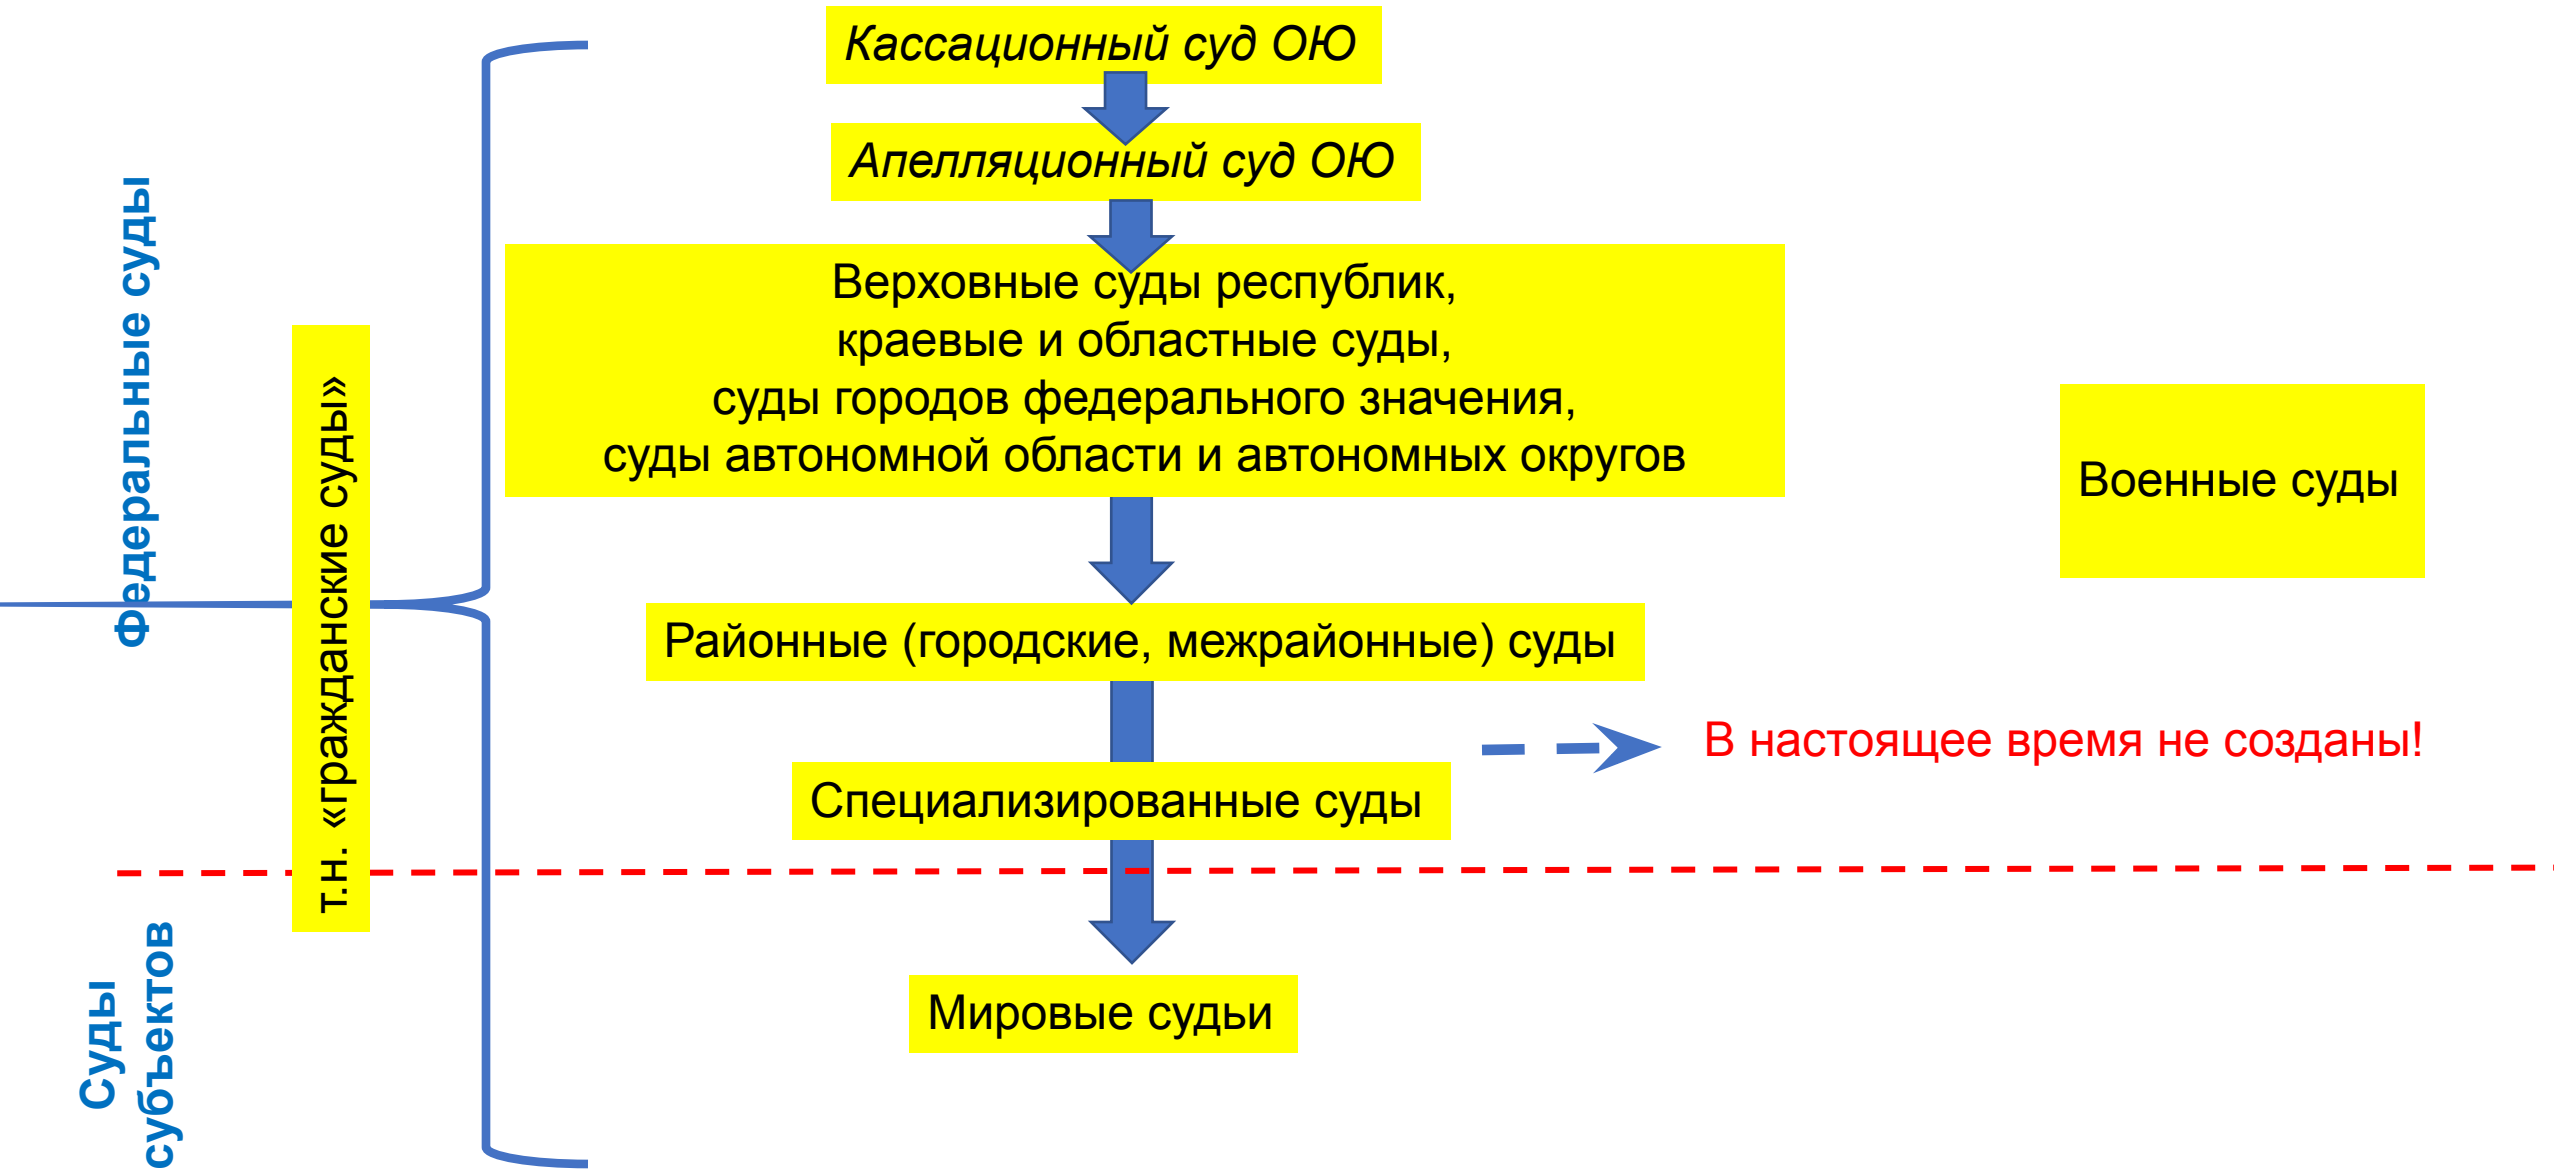 Кассационный суд ОЮ
Апелляционный суд ОЮ
Верховные суды республик,
краевые и областные суды,
суды городов федерального значения,
суды автономной области и автономных округов
Районные (городские, межрайонные) суды
Специализированные суды
Мировые судьи
Военные суды
В настоящее время не созданы!
Федеральные суды
т.н. «гражданские суды»
Суды
субъектов